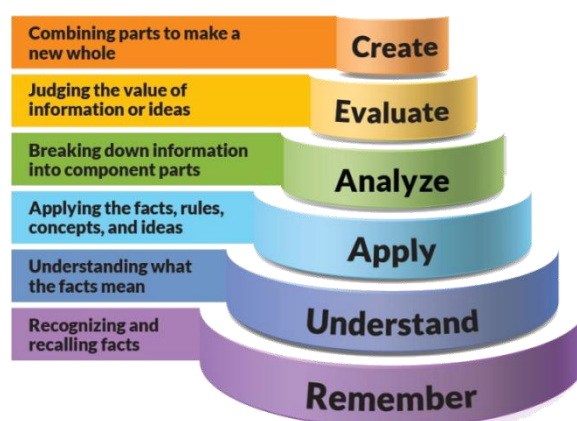 Combining parts to make a
new whole
Create
Judging the value of
information or ideas
Evaluate
Breaking down information
into component parts
Analyze
Applying the facts, rules,
concepts, and ideas
Apply
Understanding what
the facts mean
Understand
Recognizing and
recalling facts
Remember